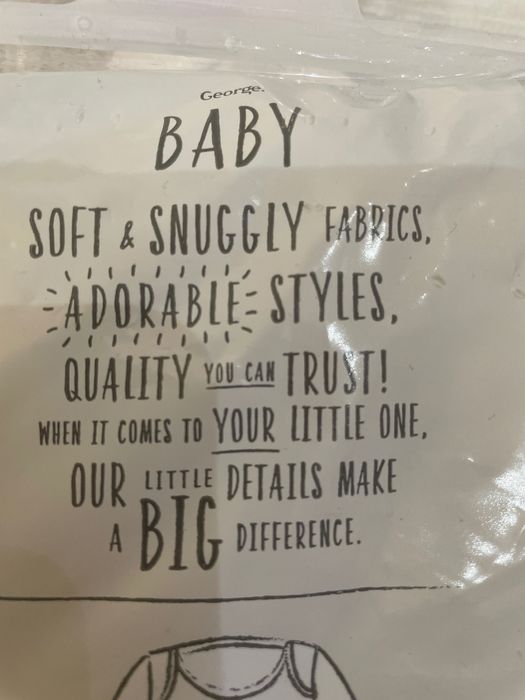 George.
BABY
SOFT & SNUGGLY FABRICS,
ADORABLE STYLES,
QUALITY YOU CAN TRUST!
WHEN IT COMES TO YOUR LITTLE ONE,
OUR LITTLE DETAILS MAKE
A BIG DIFFERENCE.